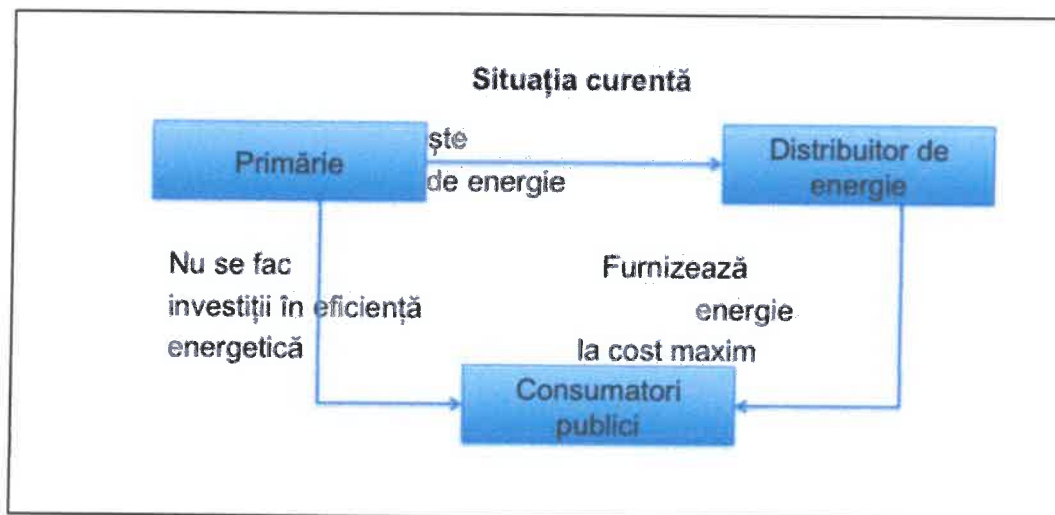 Situația curentă
Primărie
ște
de energie
Distribuitor de
energie
Nu se fac
investiții în eficiență
energetică
Furnizează
energie
la cost maxim
Consumatori
publici